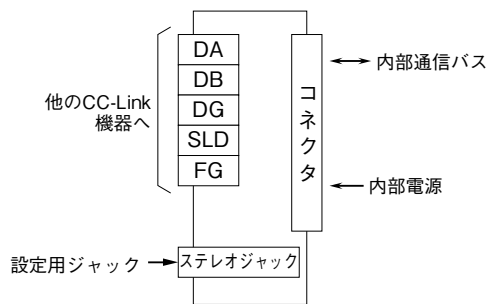 DA
DB
DG
SLD
FG
他のCC-Link
機器へ
コネクタ
内部通信バス
内部電源
設定用ジャック
ステレオジャック